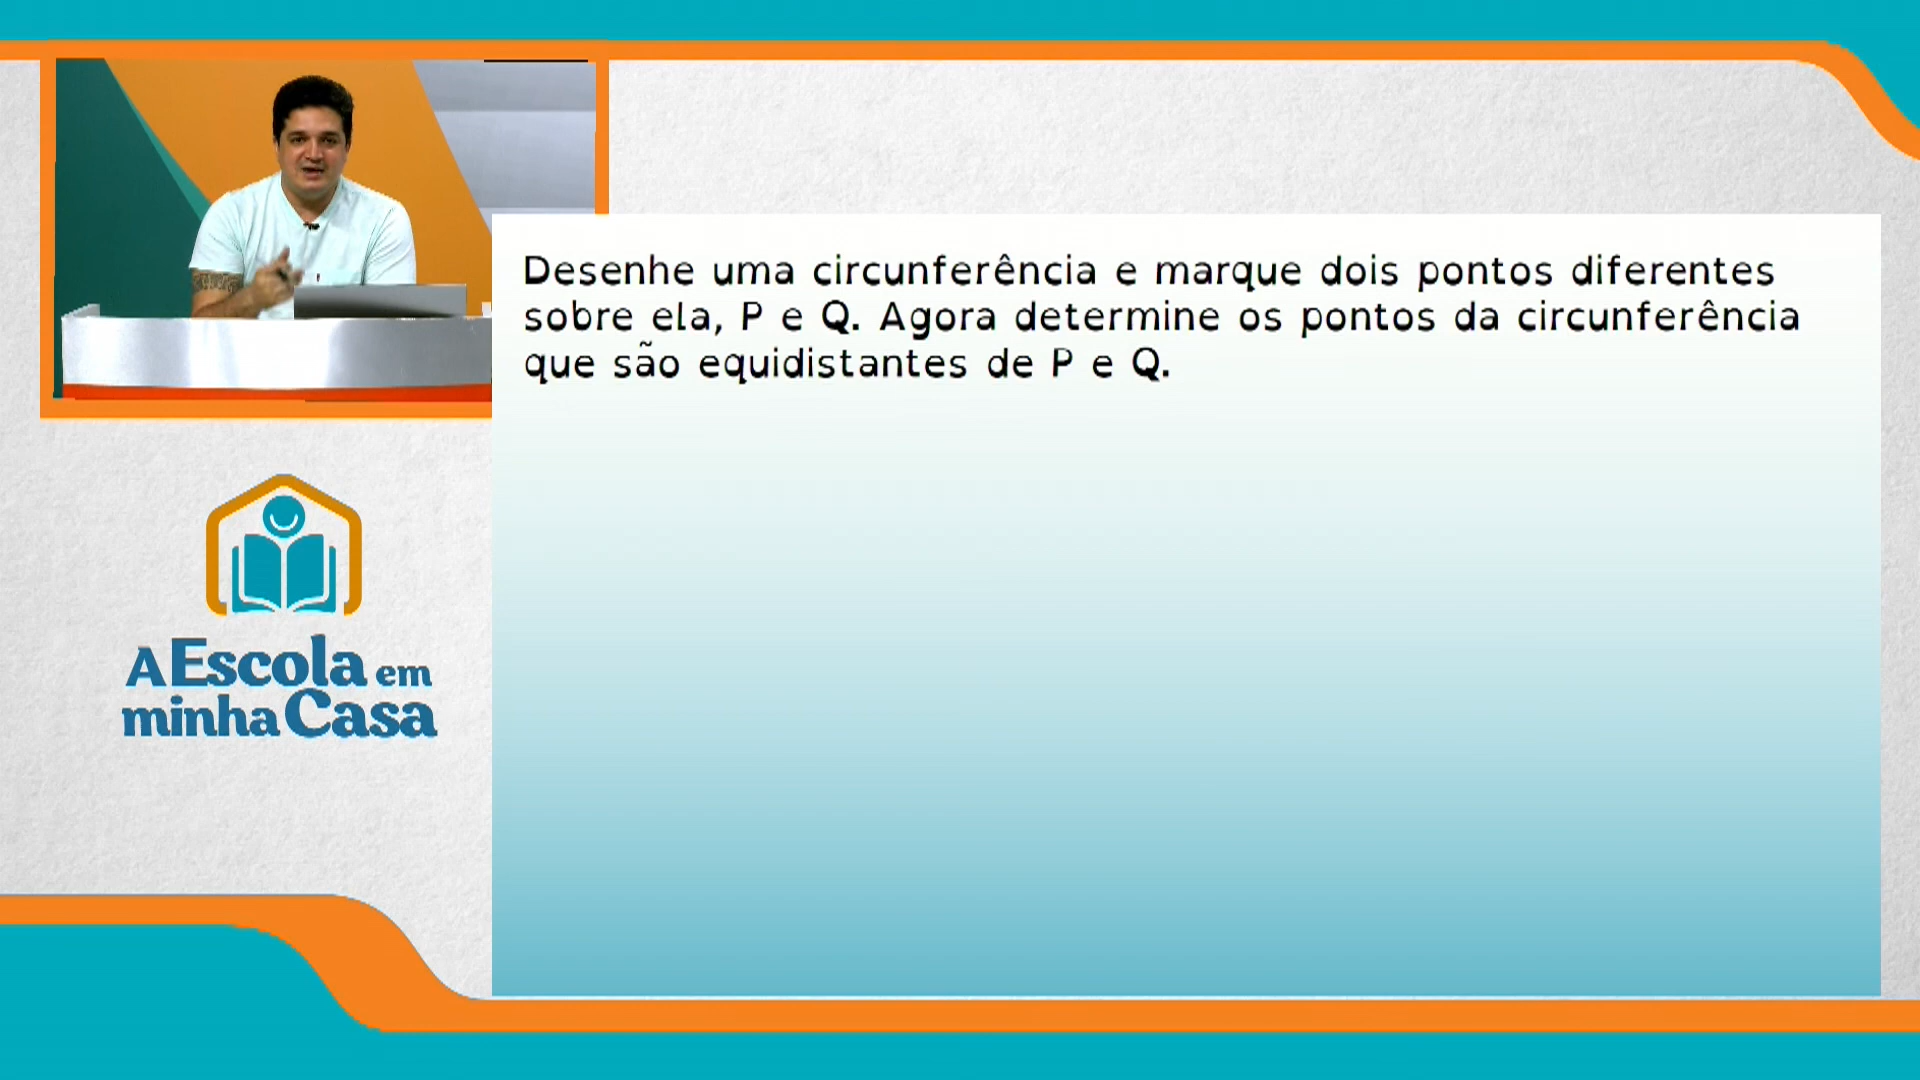 Desenhe uma circunferência e marque dois pontos diferentes
sobre ela, P e Q. Agora determine os pontos da circunferência
que são equidistantes de P e Q.
A Escola em
minha Casa